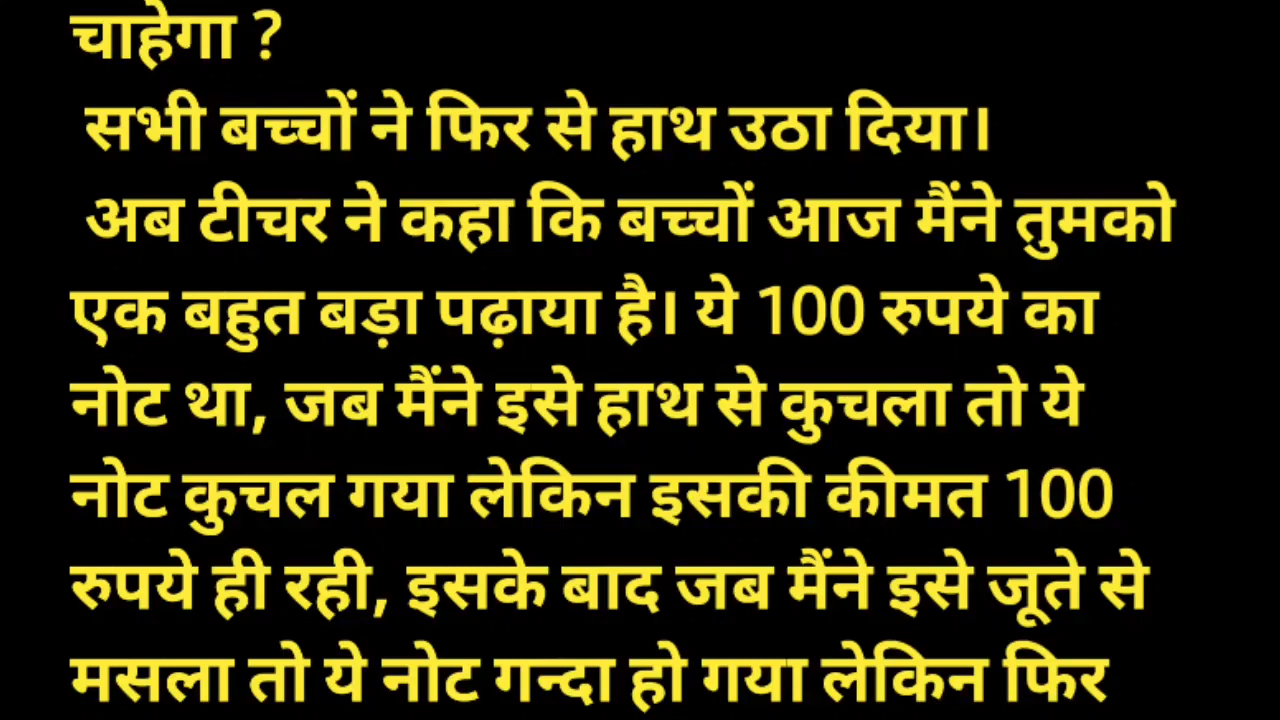 चाहेगा ?
सभी बच्चों ने फिर से हाथ उठा दिया।
अब टीचर ने कहा कि बच्चों आज मैंने तुमको
एक बहुत बड़ा पढ़ाया है। ये 100 रुपये का
नोट था, जब मैंने इसे हाथ से कुचला तो ये
नोट कुचल गया लेकिन इसकी कीमत 100
रुपये ही रही, इसके बाद जब मैंने इसे जूते से
मसला तो ये नोट गन्दा हो गया लेकिन फिर